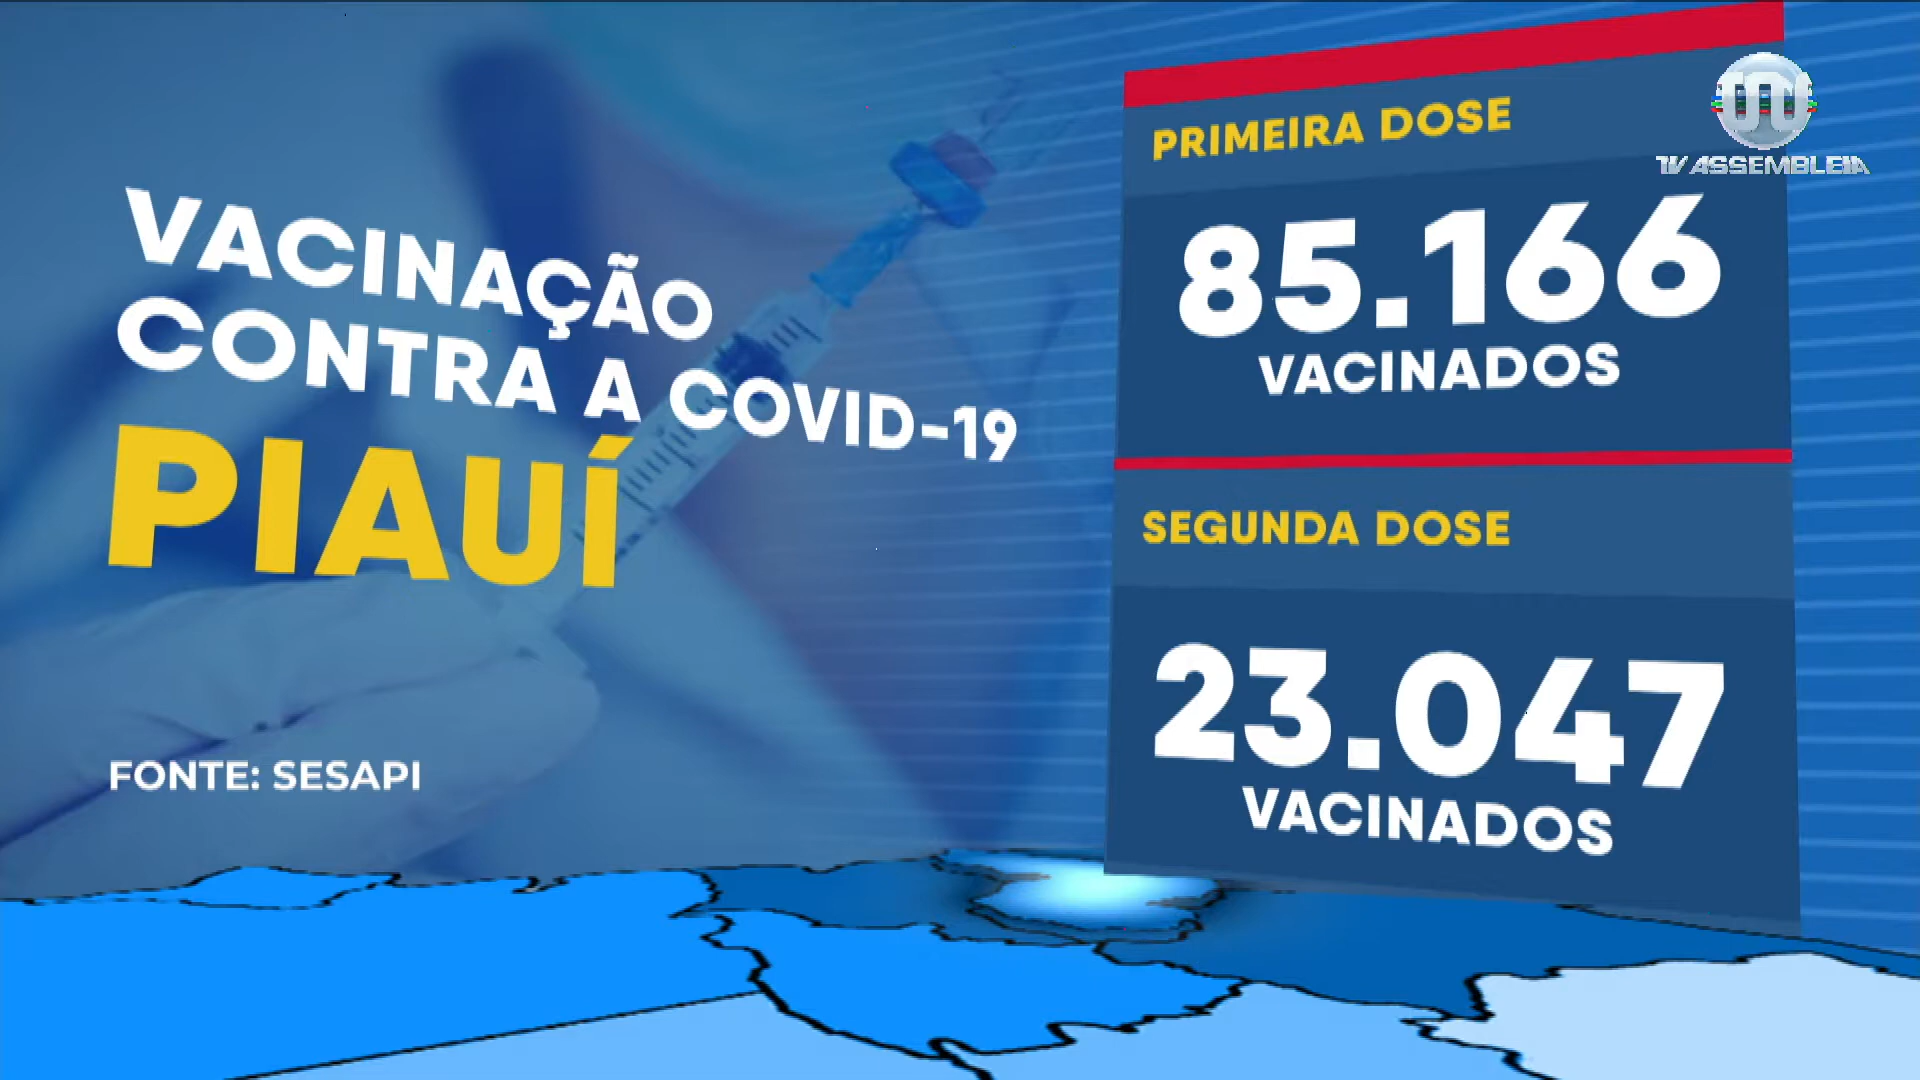 VACINAÇÃO
CONTRA A COVID-19
PIAUÍ
FONTE: SESAPI
PRIMEIRA DOSE
85.166
VACINADOS
SEGUNDA DOSE
23.047
VACINADOS
TV ASSEMBLEIA